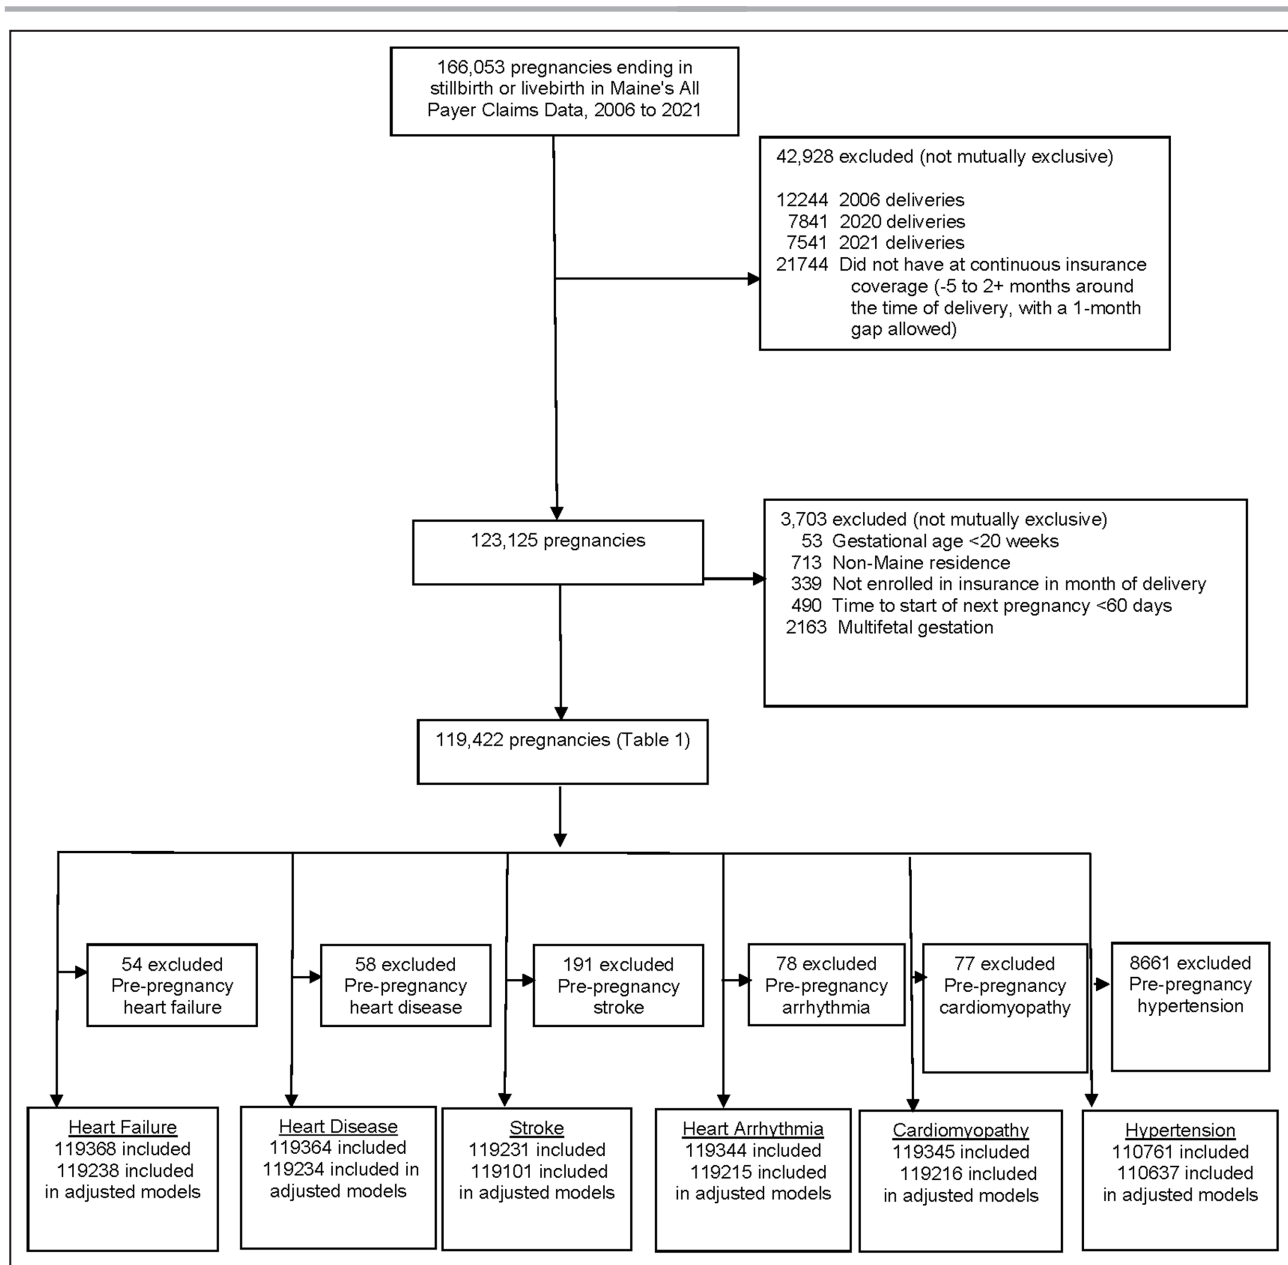 166,053 pregnancies ending in
stillbirth or livebirth in Maine's All
Payer Claims Data, 2006 to 2021
42,928 excluded (not mutually exclusive)
12244 2006 deliveries
7841 2020 deliveries
7541 2021 deliveries
21744 Did not have at continuous insurance
coverage (-5 to 2+ months around
the time of delivery, with a 1-month
gap allowed)
123,125 pregnancies
3,703 excluded (not mutually exclusive)
53 Gestational age <20 weeks
713 Non-Maine residence
339 Not enrolled in insurance in month of delivery
490 Time to start of next pregnancy <60 days
2163 Multifetal gestation
119,422 pregnancies (Table 1)
54 excluded
Pre-pregnancy
heart failure
58 excluded
Pre-pregnancy
heart disease
191 excluded
Pre-pregnancy
stroke
78 excluded
Pre-pregnancy
arrhythmia
77 excluded
Pre-pregnancy
cardiomyopathy
8661 excluded
Pre-pregnancy
hypertension
Heart Failure
119368 included
119238 included
in adjusted models
Heart Disease
119364 included
119234 included in
adjusted models
Stroke
119231 included
119101 included
in adjusted models
Heart Arrhythmia
119344 included
119215 included
in adjusted models
Cardiomyopathy
119345 included
119216 included
in adjusted models
Hypertension
110761 included
110637 included
in adjusted models